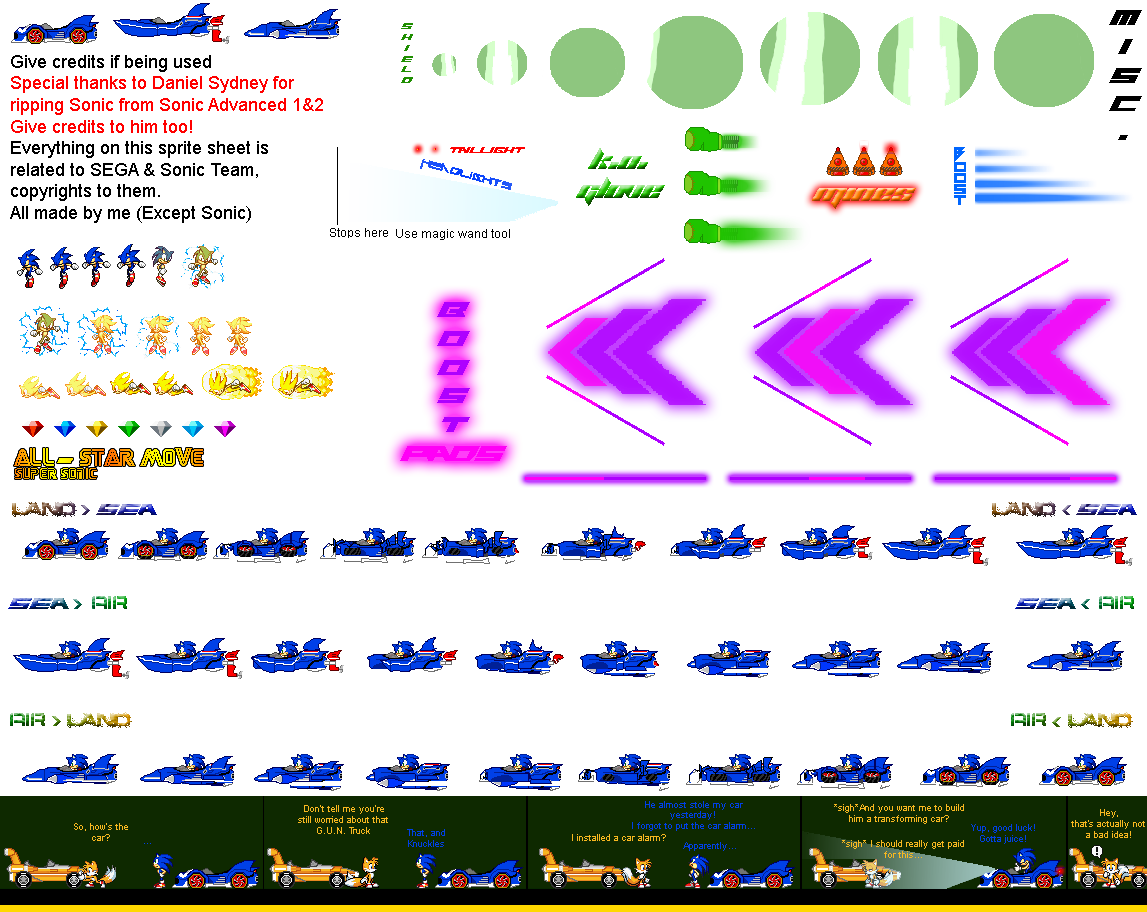 Give credits if being used
Special thanks to Daniel Sydney for
ripping Sonic from Sonic Advanced 1&2
Give credits to him too!
Everything on this sprite sheet is
related to SEGA & Sonic Team,
copyrights to them.
All made by me (Except Sonic)
SHIELD
MISC.
TAILLIGHT
HEADLIGHTS
Stops here
Use magic wand tool
K.O.
GLOVE
MINES
BOOST
BOOST
PADS
ALL-STAR MOVE
SUPER SONIC
LAND > SEA
LAND < SEA
SEA > AIR
SEA < AIR
AIR > LAND
AIR < LAND
So, how's the
car?
...
Don't tell me you're
still worried about that
G.U.N. Truck
That, and
Knuckles
He almost stole my car
yesterday!
I forgot to put the car alarm...
I installed a car alarm?
Apparently...
*sigh*And you want me to build
him a transforming car?
*sigh* I should really get paid
for this...
Yup, good luck!
Gotta juice!
Hey,
that's actually not
a bad idea!
!